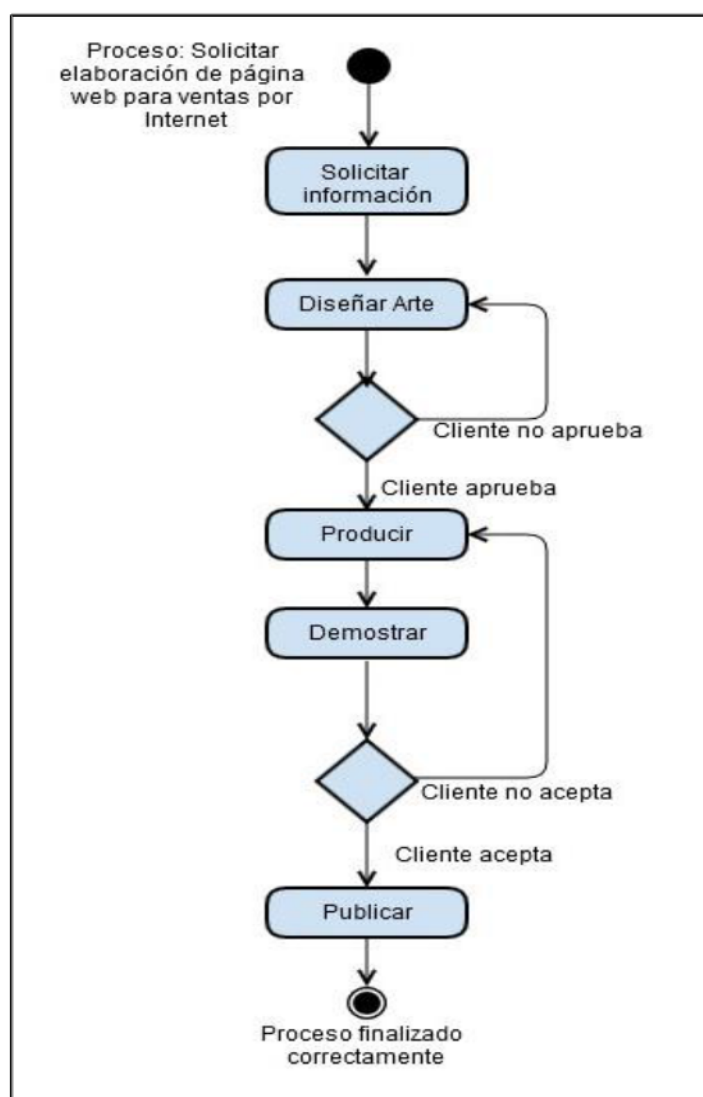 Proceso: Solicitar
elaboración de página
web para ventas por
Internet
Solicitar
información
Diseñar Arte
Cliente no aprueba
Cliente aprueba
Producir
Demostrar
Cliente no acepta
Cliente acepta
Publicar
Proceso finalizado
correctamente